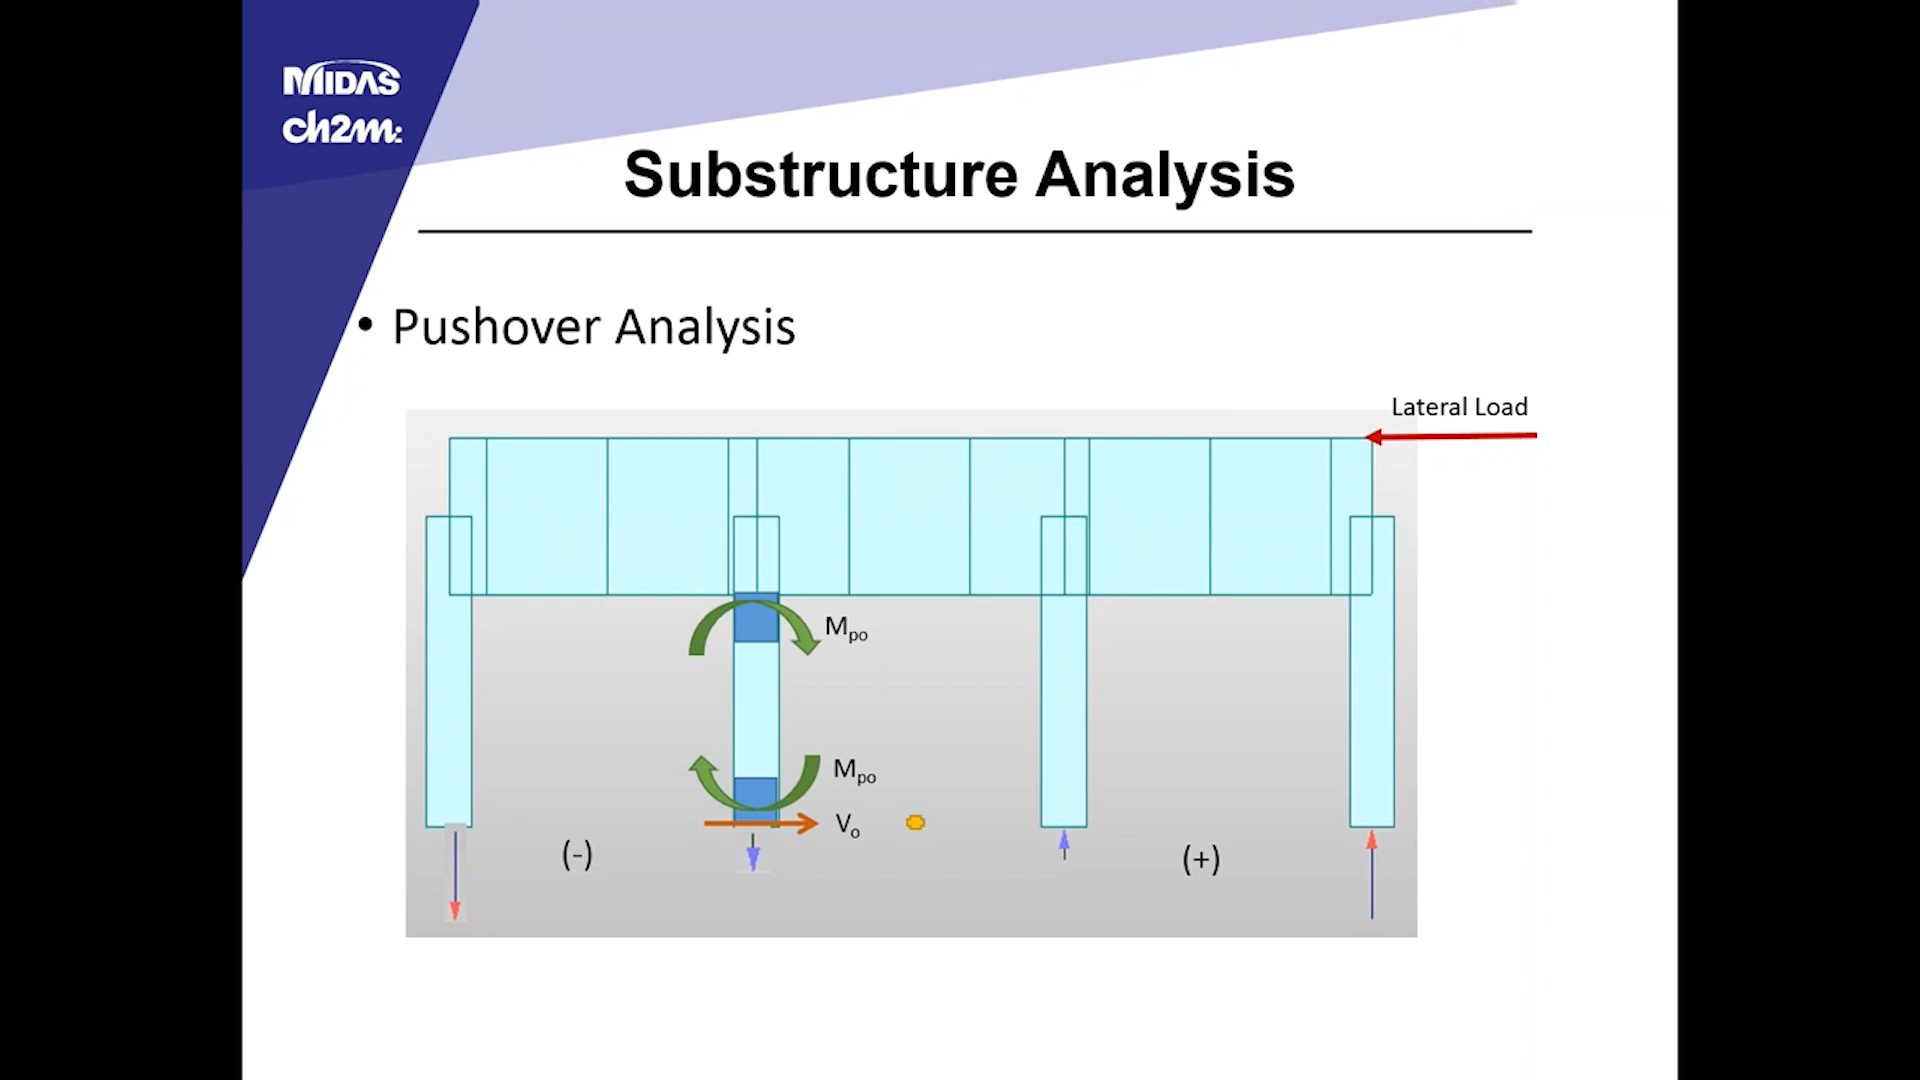 MIDAS
ch2m:
Substructure Analysis
• Pushover Analysis
Lateral Load
Mpo
Mpo
Vo
(-)
(+)